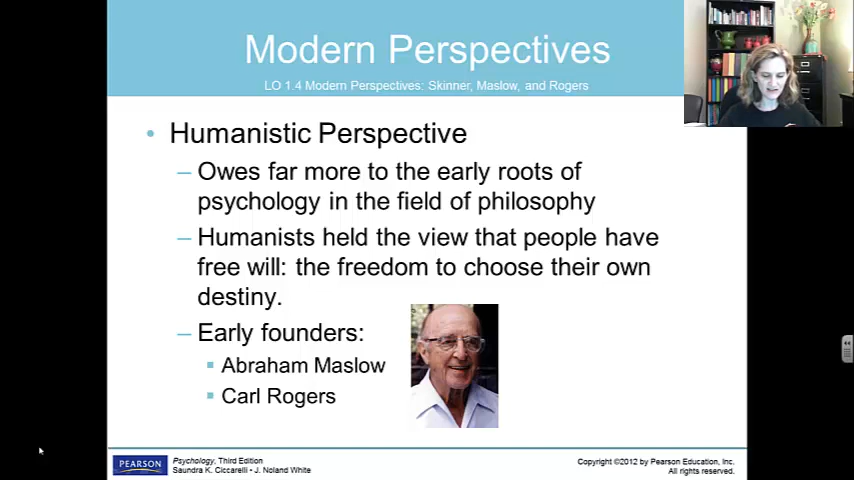 Modern Perspectives
LO 1.4 Modern Perspectives: Skinner, Maslow, and Rogers
• Humanistic Perspective
– Owes far more to the early roots of
psychology in the field of philosophy
– Humanists held the view that people have
free will: the freedom to choose their own
destiny.
– Early founders:
▪ Abraham Maslow
▪ Carl Rogers
PEARSON
Psychology, Third Edition
Saundra K. Ciccarelli • J. Noland White
Copyright ©2012 by Pearson Education, Inc.
All rights reserved.